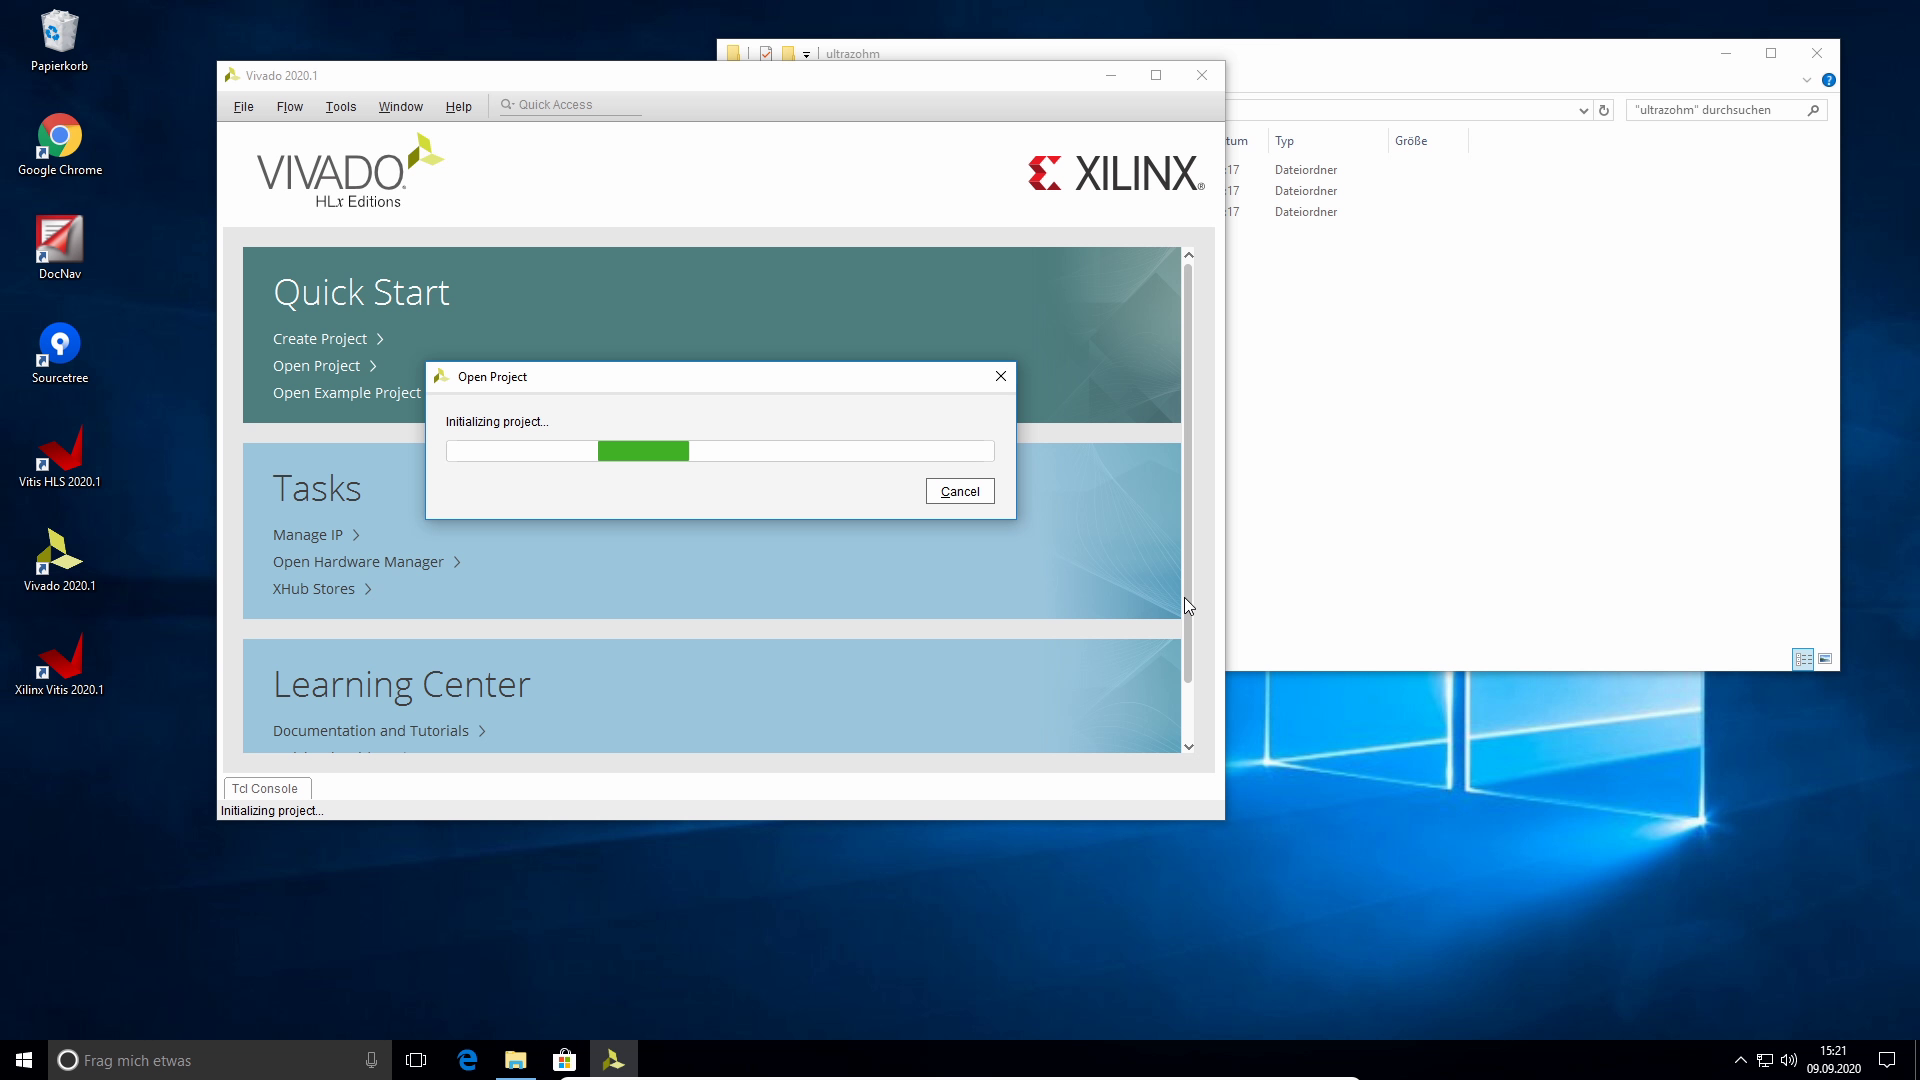 Papierkorb
Google Chrome
DocNav
Sourcetree
Vitis HLS 2020.1
Vivado 2020.1
Xilinx Vitis 2020.1
ultrazohm
"ultrazohm" durchsuchen
tum
Typ
Größe
:17
Dateiordner
:17
Dateiordner
:17
Dateiordner
Vivado 2020.1
File
Flow
Tools
Window
Help
Quick Access
VIVADO.
HLx Editions
XILINX®
Quick Start
Create Project
Open Project
Open Example Project
Tasks
Manage IP
Open Hardware Manager
XHub Stores
Learning Center
Documentation and Tutorials
Open Project
Initializing project...
Cancel
Tcl Console
Initializing project...
Frag mich etwas
15:21
09.09.2020